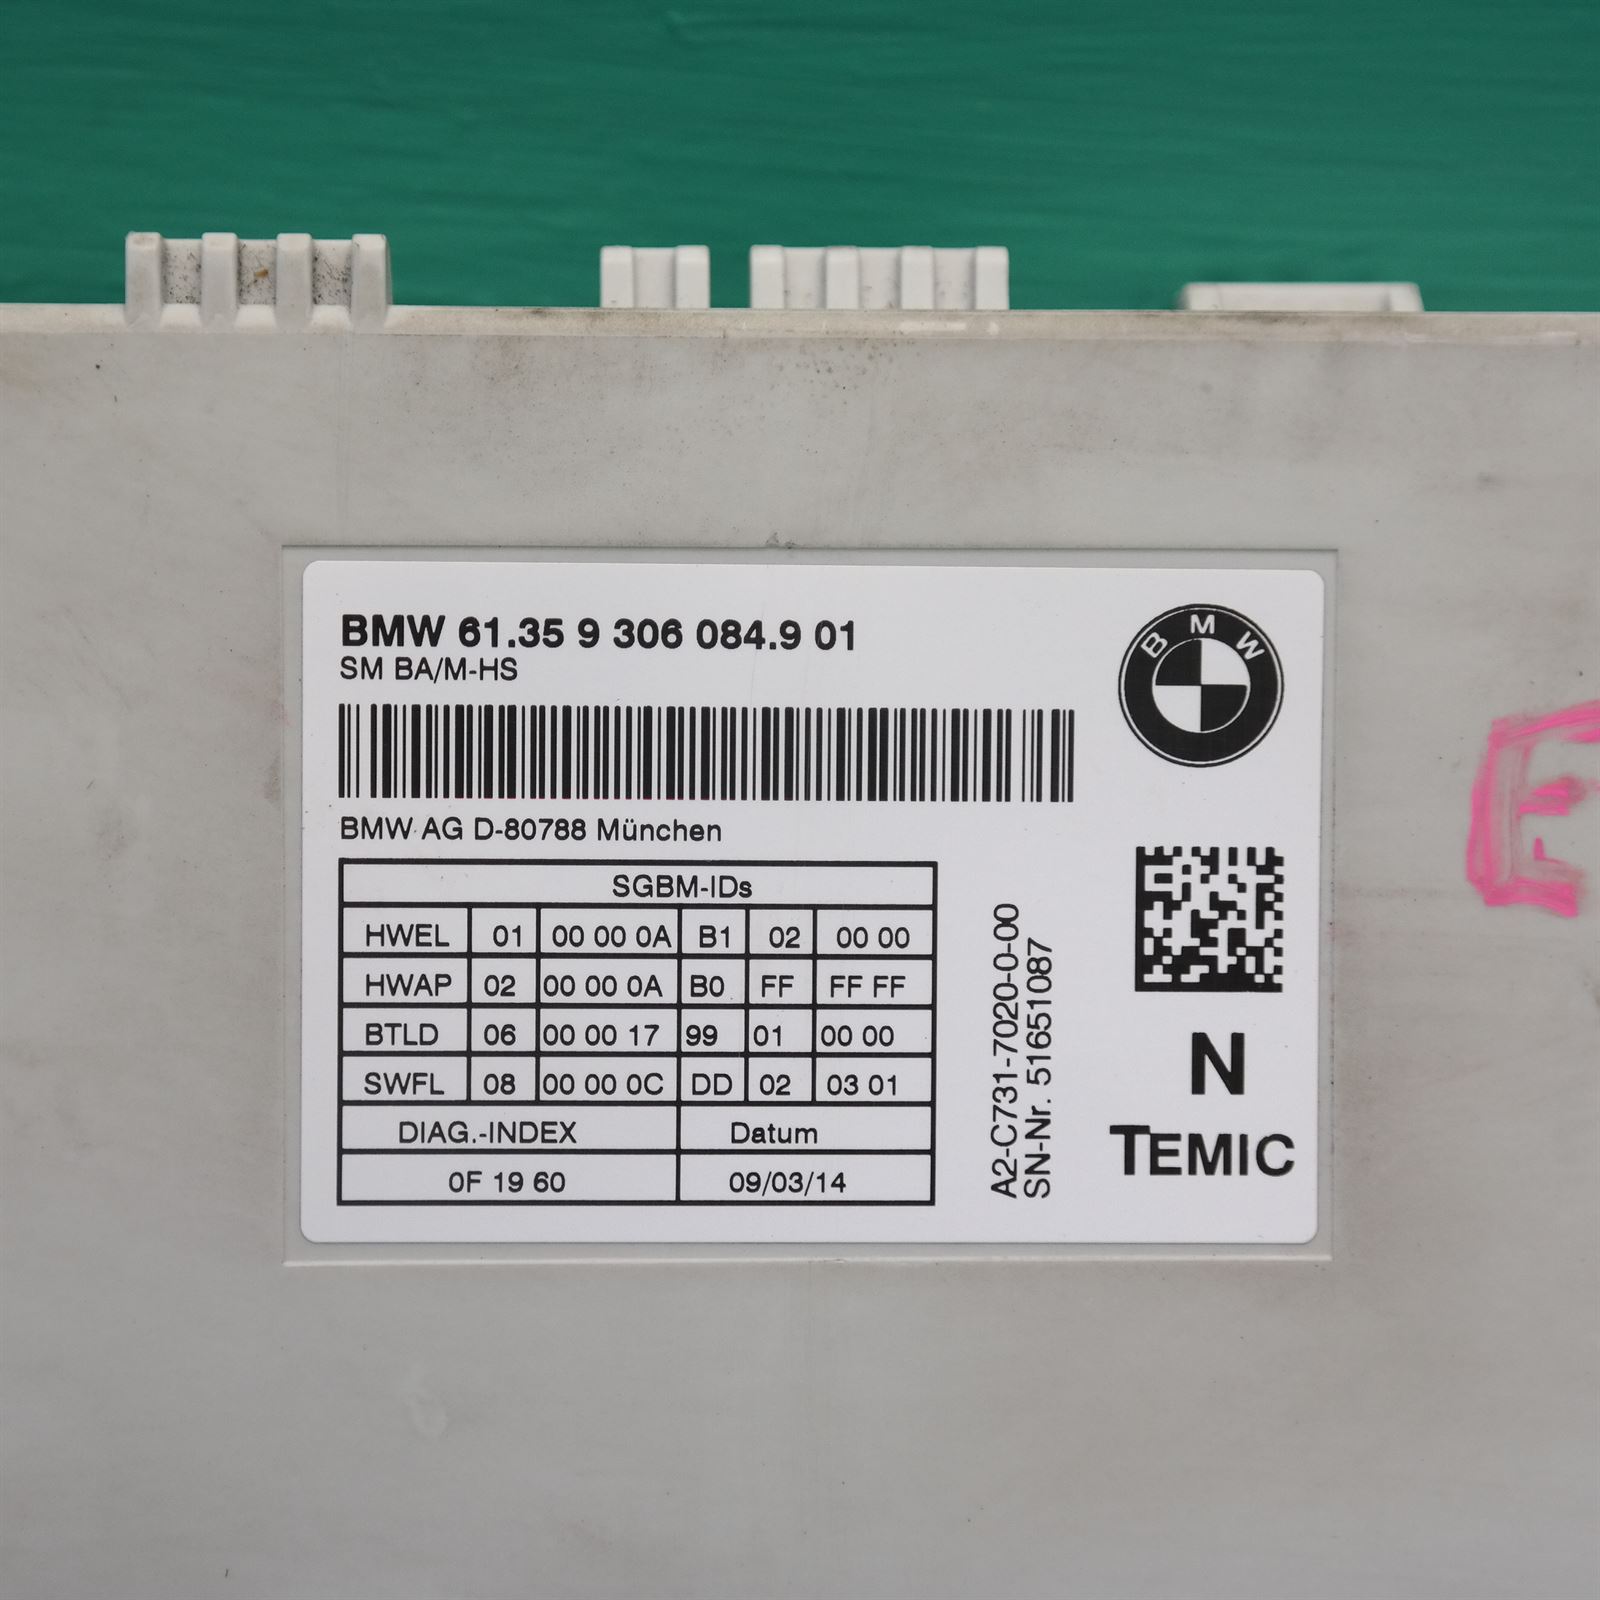 BMW 61.35 9 306 084.9 01
SM BA/M-HS
BMW
BMW AG D-80788 München
SGBM-IDs
HWEL 01 00 00 0A B1 02 00 00
HWAP 02 00 00 0A B0 FF FF FF
BTLD 06 00 00 17 99 01 00 00
SWFL 08 00 00 0C DD 02 03 01
DIAG.-INDEX Datum
0F 19 60 09/03/14
A2-C731-7020-0-00
SN-Nr. 51651087
N
TEMIC